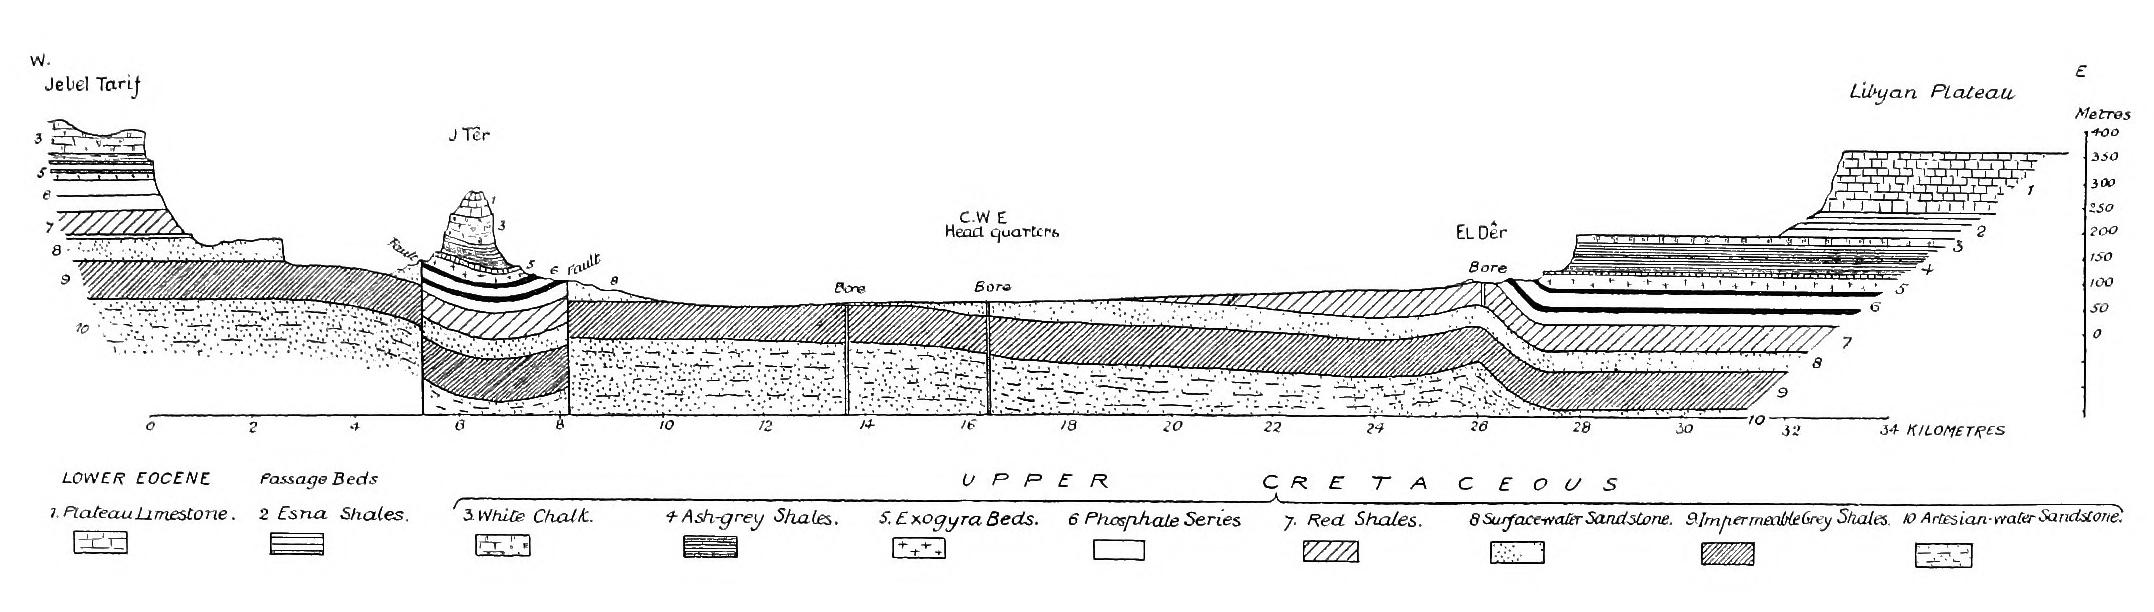 W.
E
Jebel Tarif
Libyan Plateau
Metres
J Têr
400
3
350
5
300
1
6
1
250
7
3
C.W E
Head quarters
EL Dêr
200
2
8
Fault
3
150
9
5
6
Fault
8
Bore
4
100
Bore
Bore
5
50
6
10
0
7
8
9
10
0 2 4 6 8 10 12 14 16 18 20 22 24 26 28 30 32 34 KILOMETRES
LOWER EOCENE Passage Beds UPPER CRETACEOUS
1. Plateau Limestone. 2 Esna Shales. 3. White Chalk. 4 Ash-grey Shales. 5. Exogyra Beds. 6 Phosphate Series 7. Red Shales. 8 Surface-water Sandstone. 9. Impermeable Grey Shales. 10 Artesian-water Sandstone.